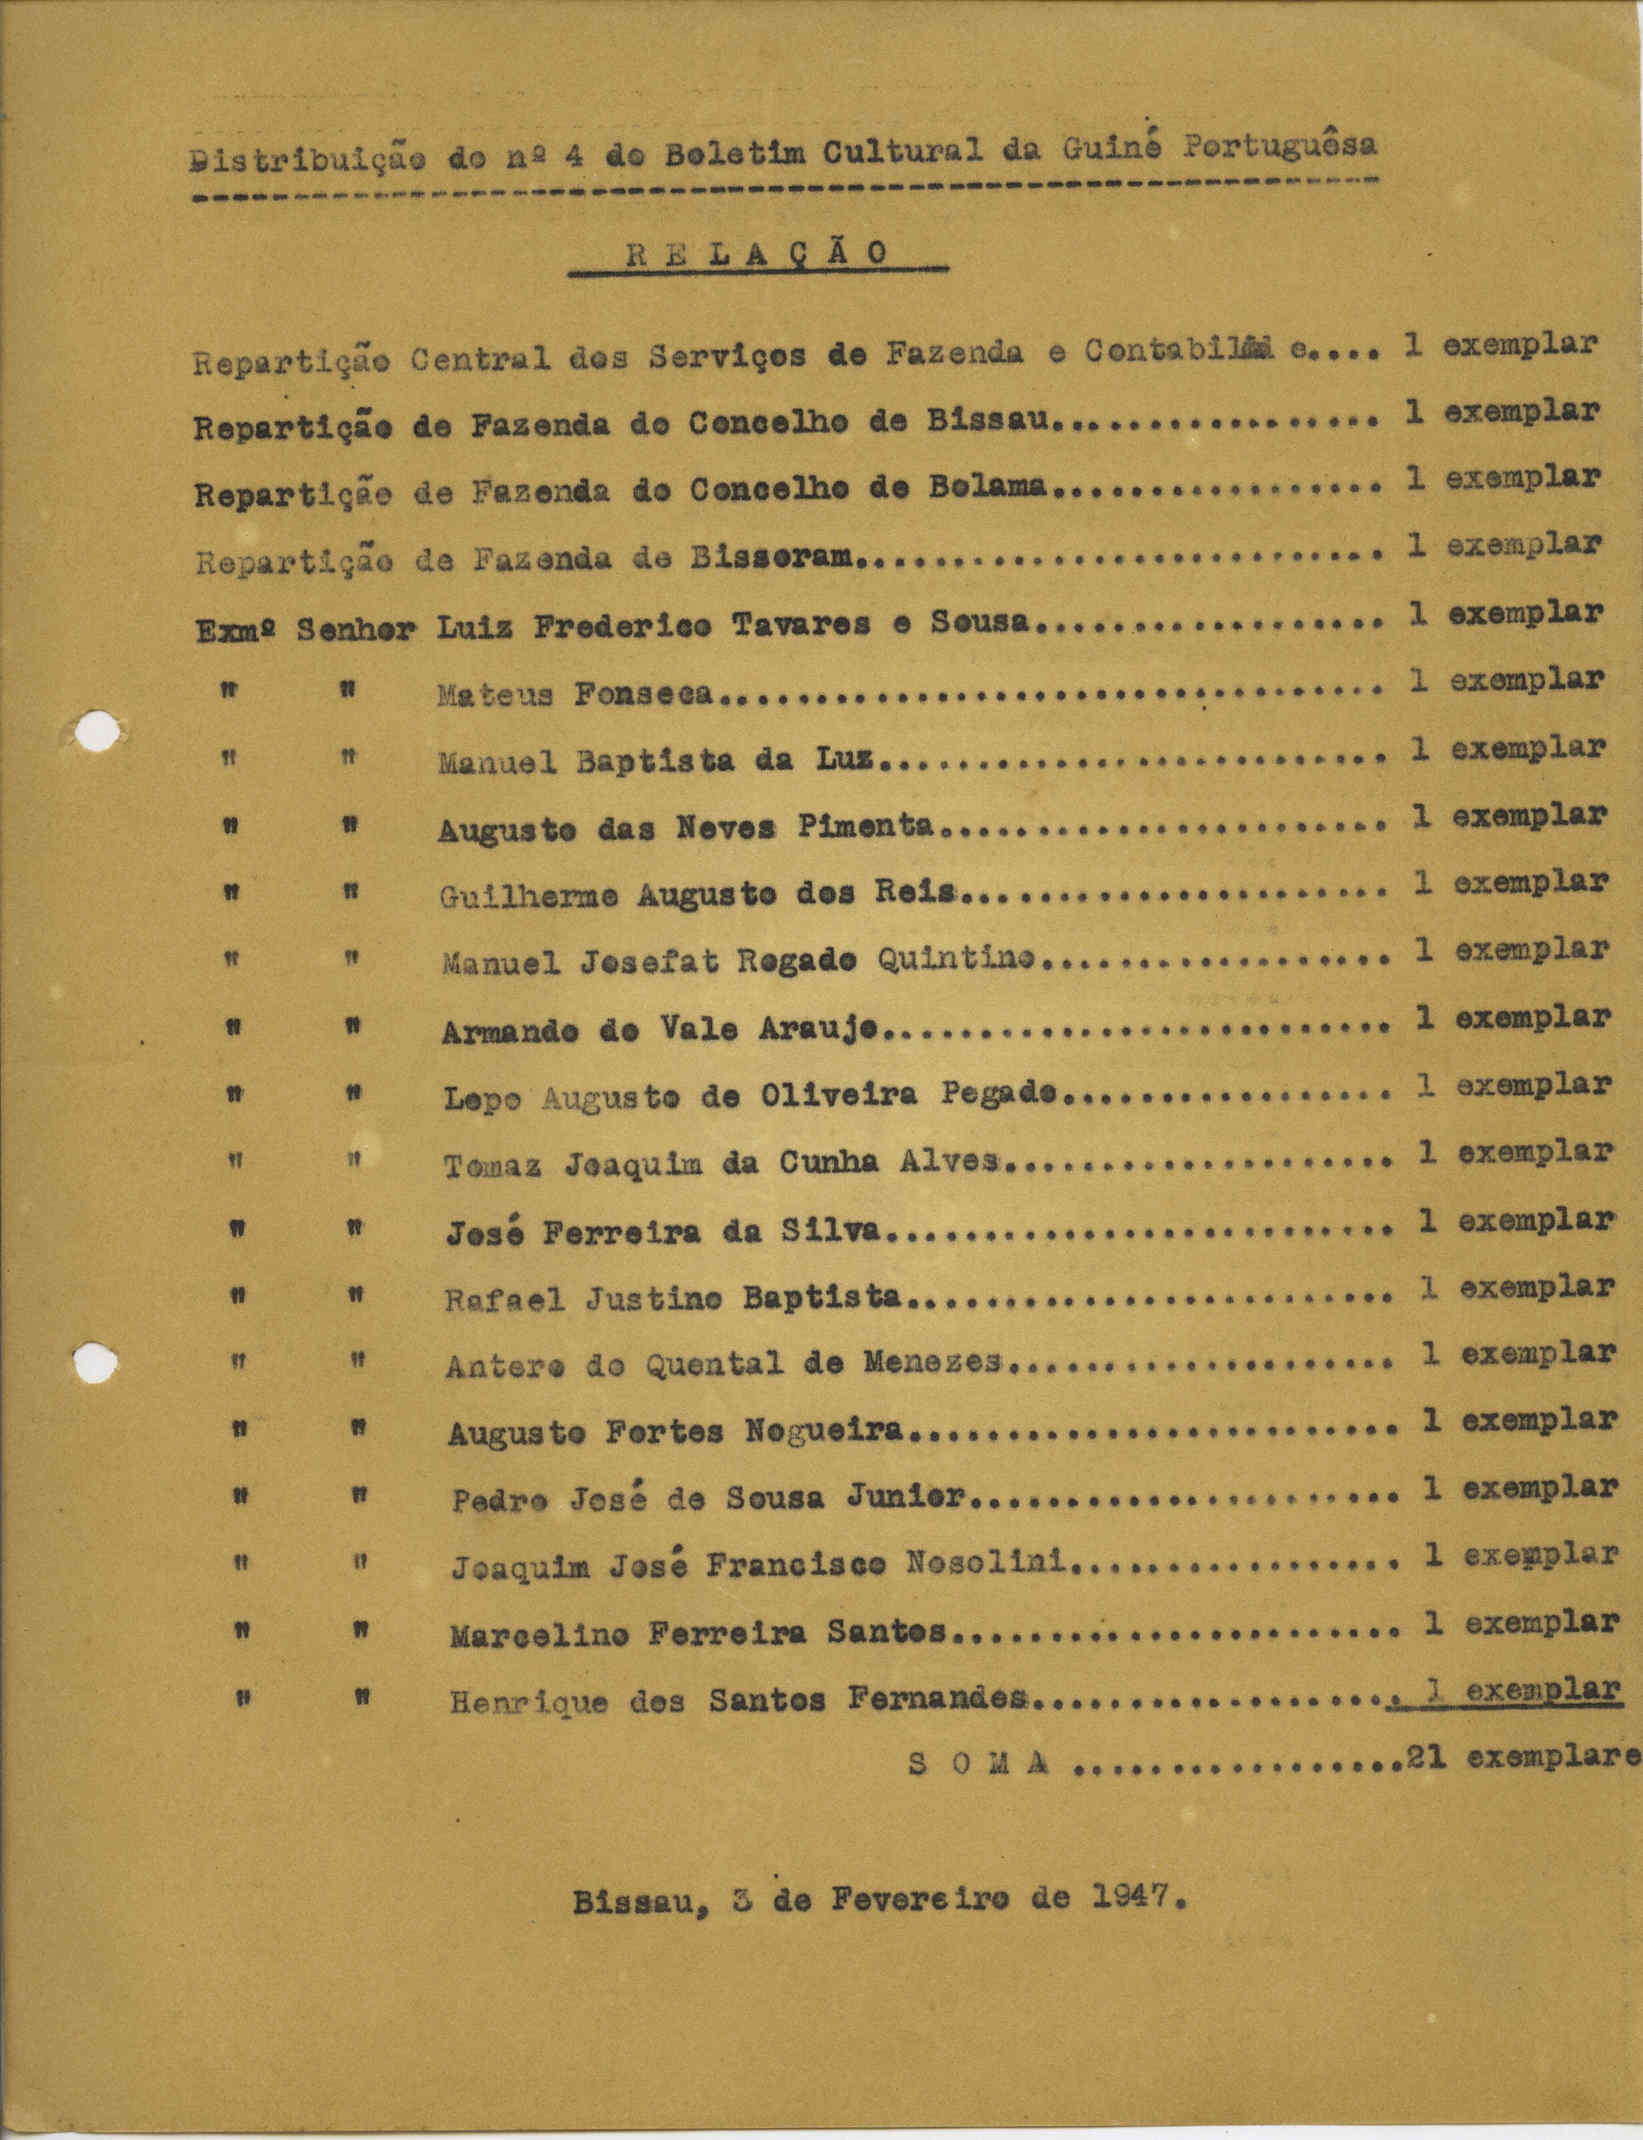 Distribuição do nº 4 do Boletim Cultural da Guiné Portuguêsa
R E L A Ç Ã O
Repartição Central dos Serviços de Fazenda e Contabilid e.... 1 exemplar
Repartição de Fazenda do Concelho de Bissau................. 1 exemplar
Repartição de Fazenda do Concelho de Bolama................. 1 exemplar
Repartição de Fazenda de Bissoram........................... 1 exemplar
Exmº Senhor Luiz Frederico Tavares e Sousa.................. 1 exemplar
" " Mateus Fonseca.................................. 1 exemplar
" " Manuel Baptista da Luz.......................... 1 exemplar
" " Augusto das Neves Pimenta....................... 1 exemplar
" " Guilherme Augusto dos Reis...................... 1 exemplar
" " Manuel Josefat Rogado Quintino.................. 1 exemplar
" " Armando do Vale Araujo.......................... 1 exemplar
" " Lopo Augusto de Oliveira Pegado................. 1 exemplar
" " Tomaz Joaquim da Cunha Alves.................... 1 exemplar
" " José Ferreira da Silva.......................... 1 exemplar
" " Rafael Justino Baptista......................... 1 exemplar
" " Antero do Quental de Menezes.................... 1 exemplar
" " Augusto Fortes Nogueira......................... 1 exemplar
" " Pedro José de Sousa Junior...................... 1 exemplar
" " Joaquim José Francisco Nosolini................. 1 exemplar
" " Marcelino Ferreira Santos....................... 1 exemplar
" " Henrique dos Santos Fernandes................... 1 exemplar
S O M A .................21 exemplare
Bissau, 3 de Fevereiro de 1947.